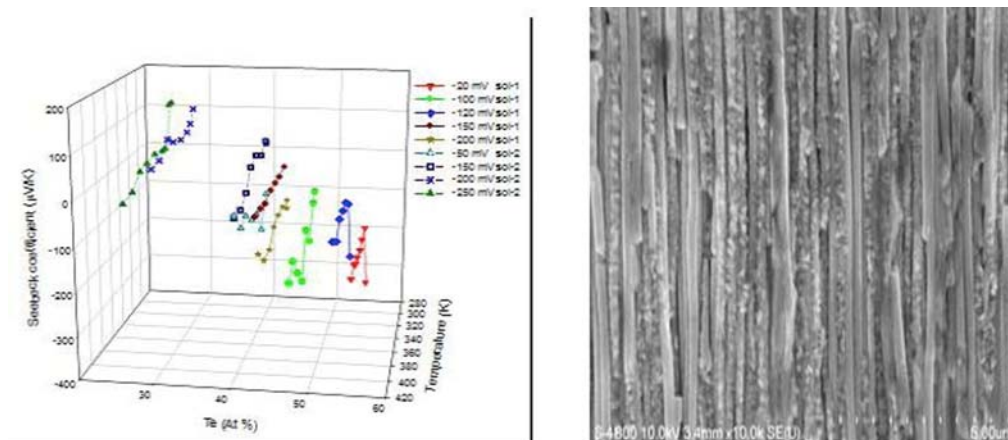 Seebeck coefficient (µV/K)
200
100
0
-100
-200
-300
-400
30
40
50
60
Te (At %)
Temperature (K)
280
300
320
340
360
380
400
420
-20 mV sol-1
-100 mV sol-1
-120 mV sol-1
-150 mV sol-1
-200 mV sol-1
-50 mV sol-2
-150 mV sol-2
-200 mV sol-2
-250 mV sol-2
S-4800 10.0kV 3.4mm x10.0k SE(U)
5.00um